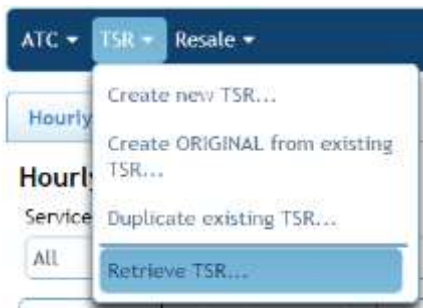 ATC TSR Resale
Create new TSR...
Hourly
Create ORIGINAL from existing
TSR...
Hourl
Service
Duplicate existing TSR...
All
Retrieve TSR...